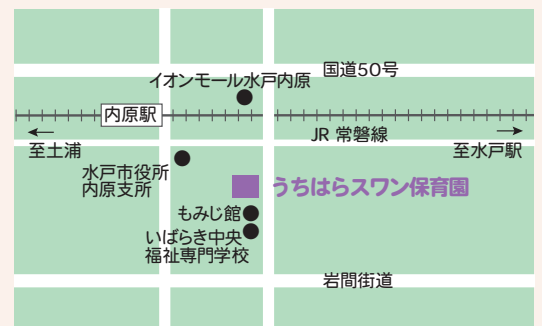 国道50号
イオンモール水戸内原
内原駅
JR 常磐線
至土浦
至水戸駅
水戸市役所
内原支所
うちはらスワン保育園
もみじ館
いばらき中央
福祉専門学校
岩間街道